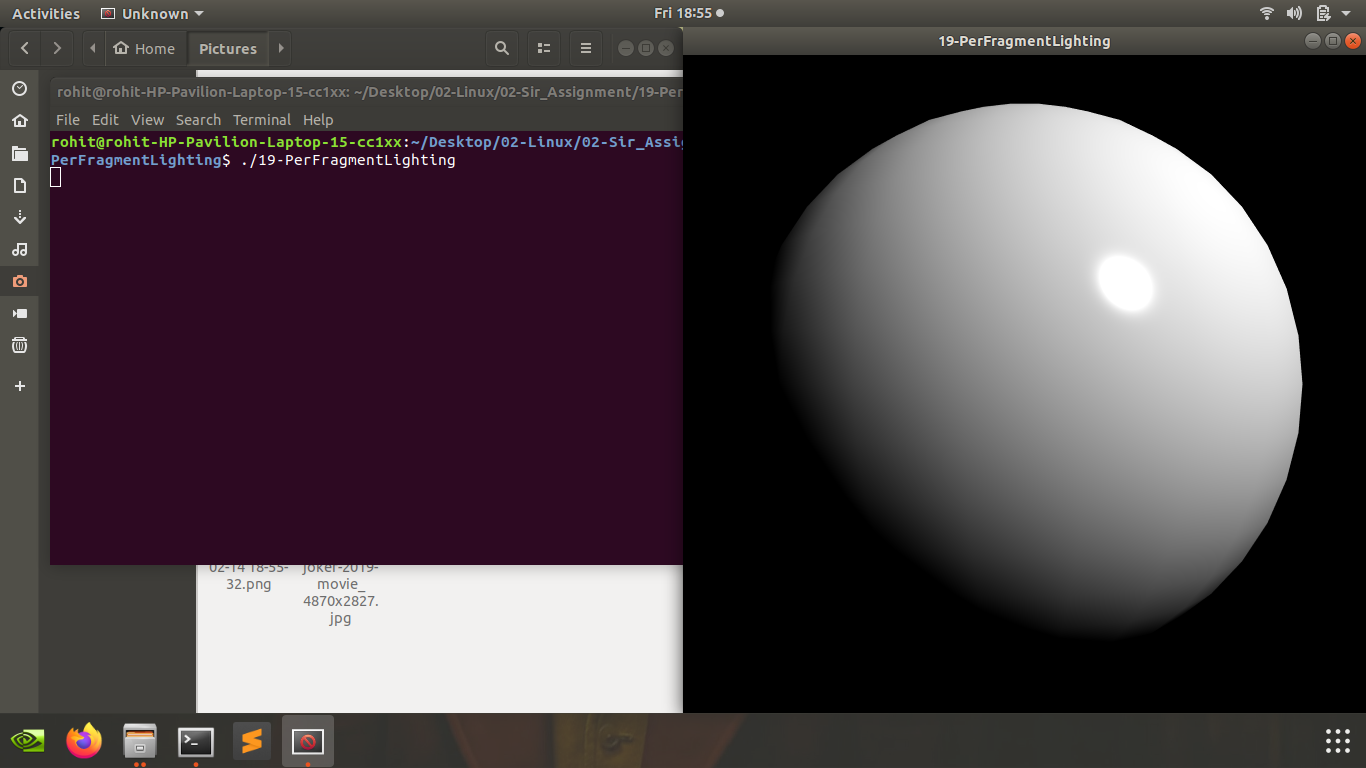 Activities Unknown Fri 18:55
Home Pictures
19-PerFragmentLighting
rohit@rohit-HP-Pavilion-Laptop-15-cc1xx: ~/Desktop/02-Linux/02-Sir_Assignment/19-Per
File Edit View Search Terminal Help
rohit@rohit-HP-Pavilion-Laptop-15-cc1xx:~/Desktop/02-Linux/02-Sir_Assig
PerFragmentLighting$ ./19-PerFragmentLighting
02-14 18-55-
32.png
joker-2019-
movie_
4870x2827.
jpg